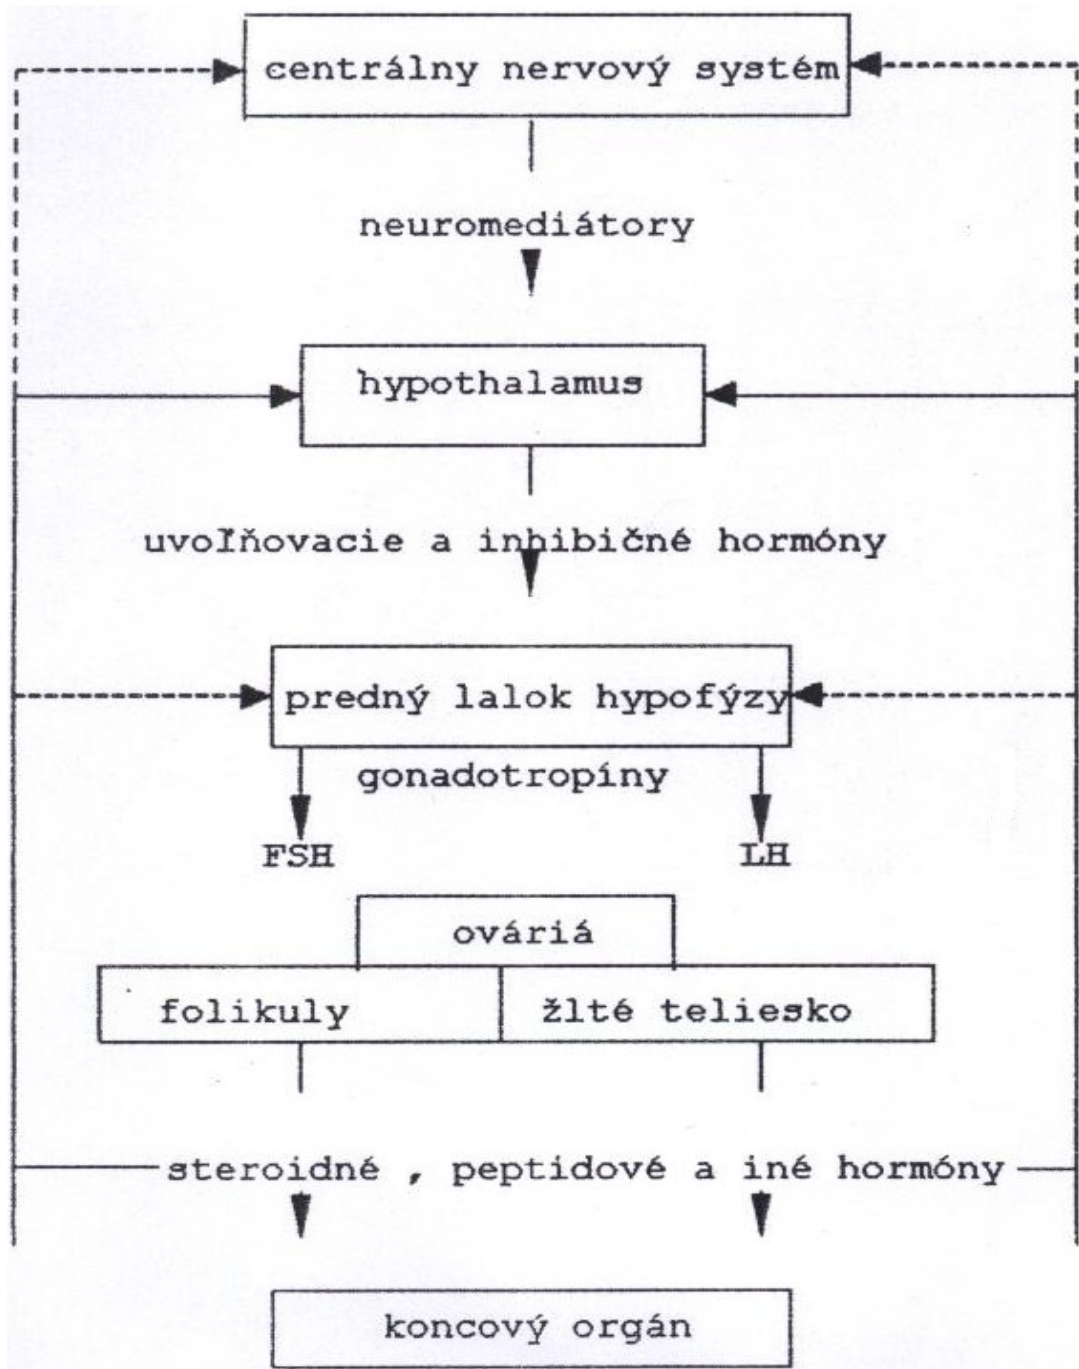 centrálny nervový systém
neuromediátory
hypothalamus
uvoľňovacie a inhibičné hormóny
predný lalok hypofýzy
gonadotropíny
FSH LH
ováriá
folikuly žlté teliesko
steroidné , peptidové a iné hormóny
koncový orgán